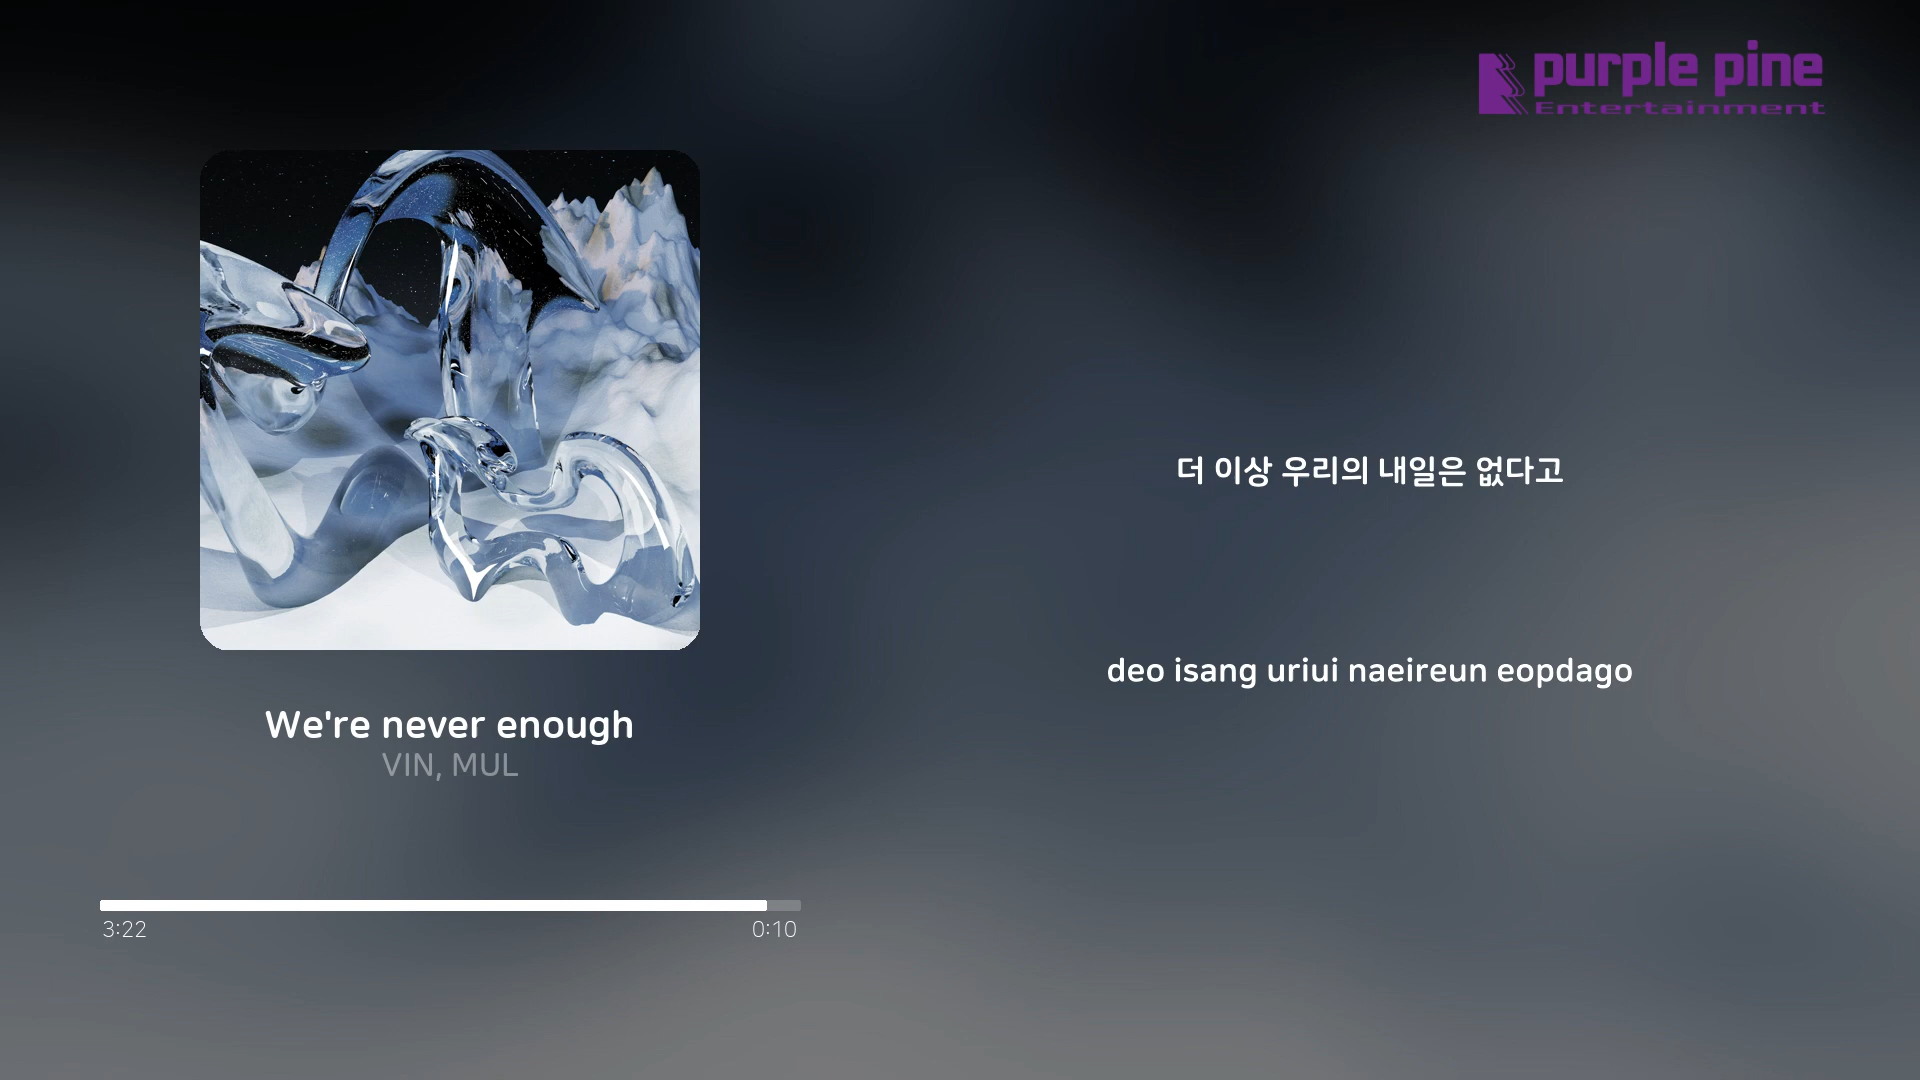 purple pine
Entertainment
더 이상 우리의 내일은 없다고
deo isang uriui naeireun eopdago
We're never enough
VIN, MUL
3:22
0:10